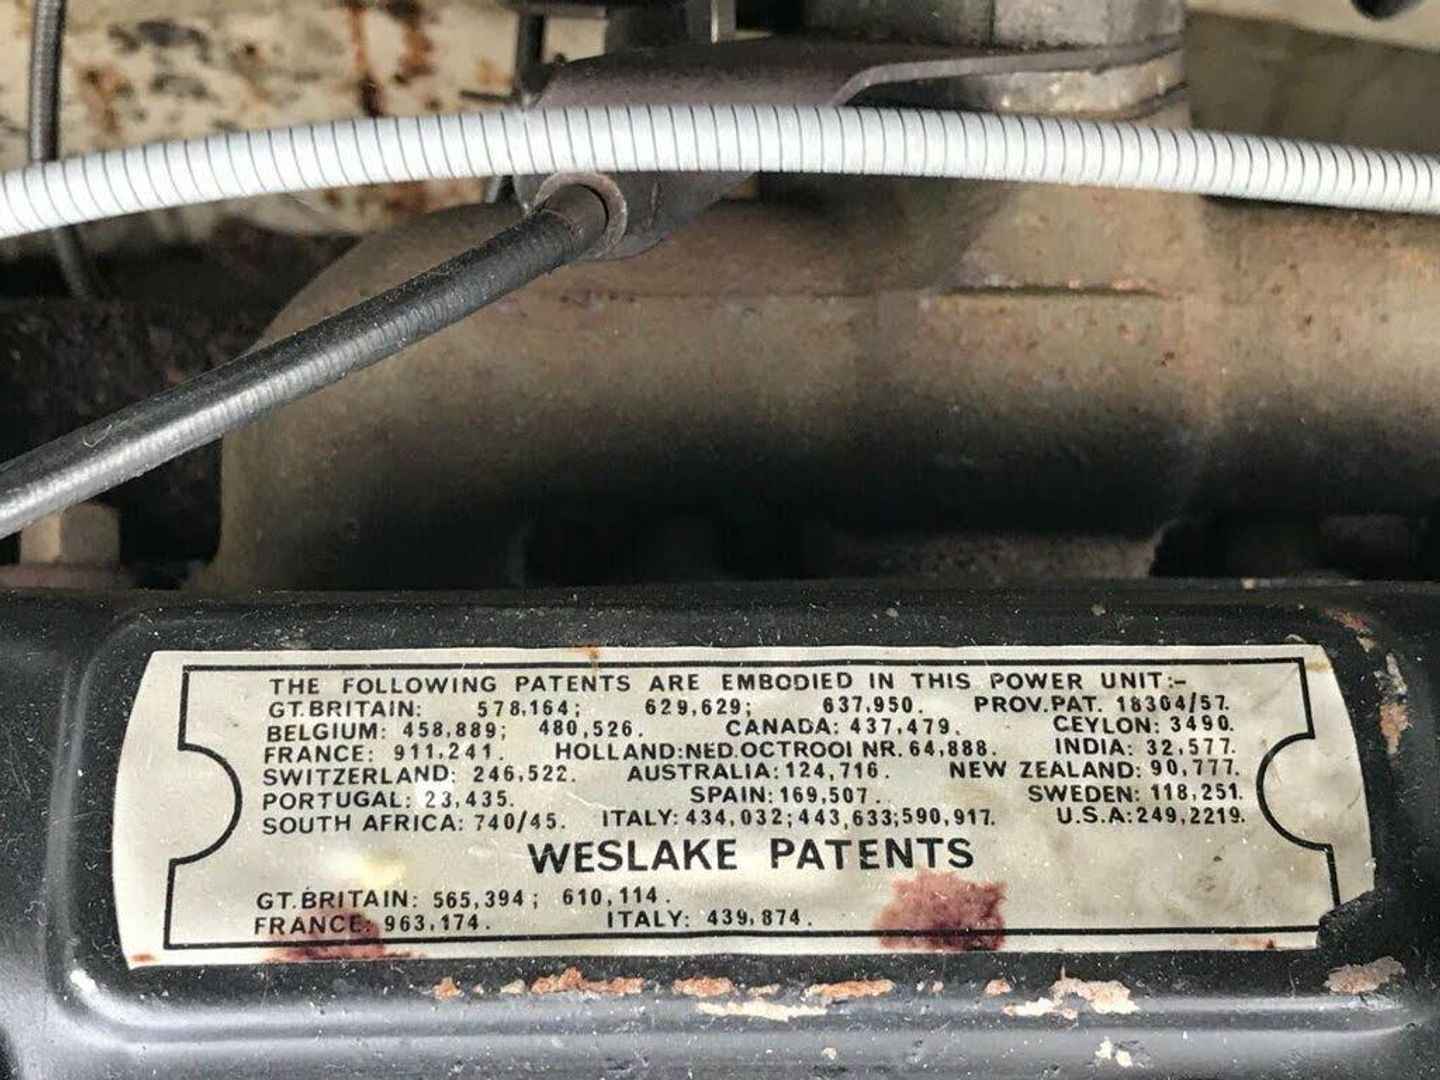 THE FOLLOWING PATENTS ARE EMBODIED IN THIS POWER UNIT:-
GT.BRITAIN: 578,164; 629,629; 637,950. PROV.PAT. 18304/57.
BELGIUM: 458,889; 480,526. CANADA: 437,479. CEYLON: 3490.
FRANCE: 911,241. HOLLAND:NED.OCTROOI NR. 64,888. INDIA: 32,577.
SWITZERLAND: 246,522. AUSTRALIA: 124,716. NEW ZEALAND: 90,777.
PORTUGAL: 23,435. SPAIN: 169,507. SWEDEN: 118,251.
SOUTH AFRICA: 740/45. ITALY: 434,032; 443,633; 590,917. U.S.A: 249,2219.
WESLAKE PATENTS
GT.BRITAIN: 565,394; 610,114.
FRANCE: 963,174. ITALY: 439,874.